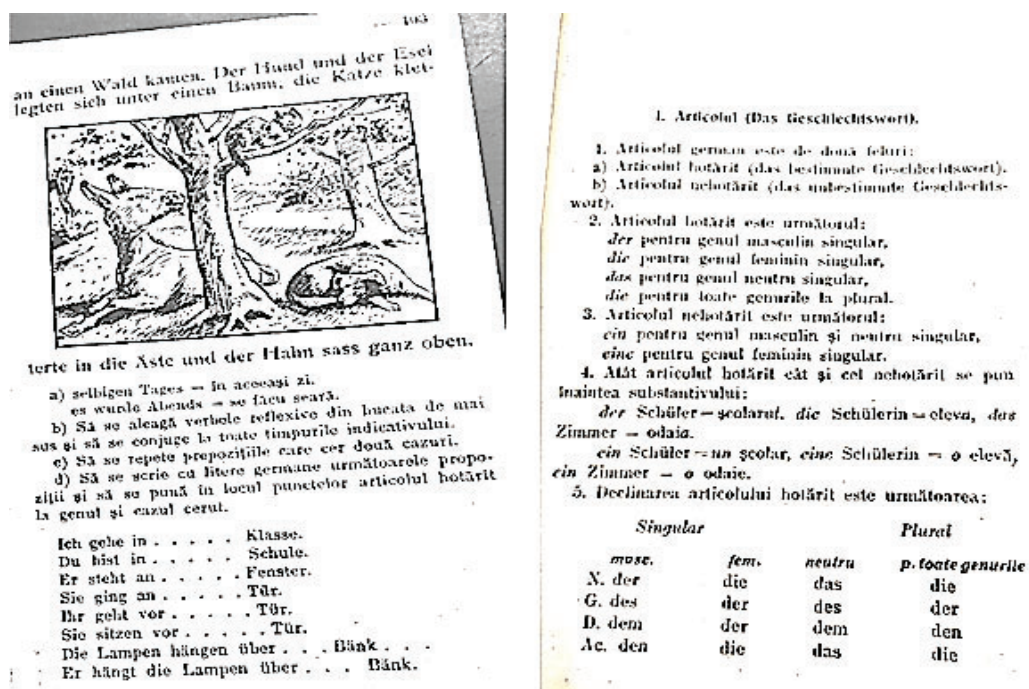 103
an einen Wald kamen. Der Hund und der Esel
legten sich unter einen Baum, die Katze klet-
terte in die Äste und der Hahn sass ganz oben.
a) selbigen Tages — în aceeaşi zi.
es wurde Abends — se făcu seară.
b) Să se aleagă verbele reflexive din bucata de mai
sus şi să se conjuge la toate timpurile indicativului.
c) Să se repete prepoziţiile care cer două cazuri.
d) Să se scrie cu litere germane următoarele propo-
ziţii şi să se pună în locul punctelor articolul hotărît
la genul şi cazul cerut.
Ich gehe in . . . . . Klasse.
Du bist in . . . . . Schule.
Er steht an . . . . . Fenster.
Sie ging an . . . . . Tür.
Ihr geht vor . . . . . Tür.
Sie sitzen vor . . . . . Tür.
Die Lampen hängen über . . . Bänk . . .
Er hängt die Lampen über . . . Bänk.
1. Articolul (Das Geschlechtswort).
1. Articolul german este de două feluri:
a) Articolul hotărît (das bestimmte Geschlechtswort).
b) Articolul nehotărît (das unbestimmte Geschlechts-
wort).
2. Articolul hotărît este următorul:
der pentru genul masculin singular,
die pentru genul feminin singular,
das pentru genul neutru singular,
die pentru toate genurile la plural.
3. Articolul nehotărît este următorul:
ein pentru genul masculin şi neutru singular,
eine pentru genul feminin singular.
4. Atât articolul hotărît cât şi cel nehotărît se pun
înaintea substantivului:
der Schüler — şcolarul, die Schülerin — eleva, das
Zimmer — odaia.
ein Schüler — un şcolar, eine Schülerin — o elevă,
ein Zimmer — o odaie.
5. Declinarea articolului hotărît este următoarea:
Singular Plural
masc. fem. neutru p. toate genurile
N. der die das die
G. des der des der
D. dem der dem den
Ac. den die das die